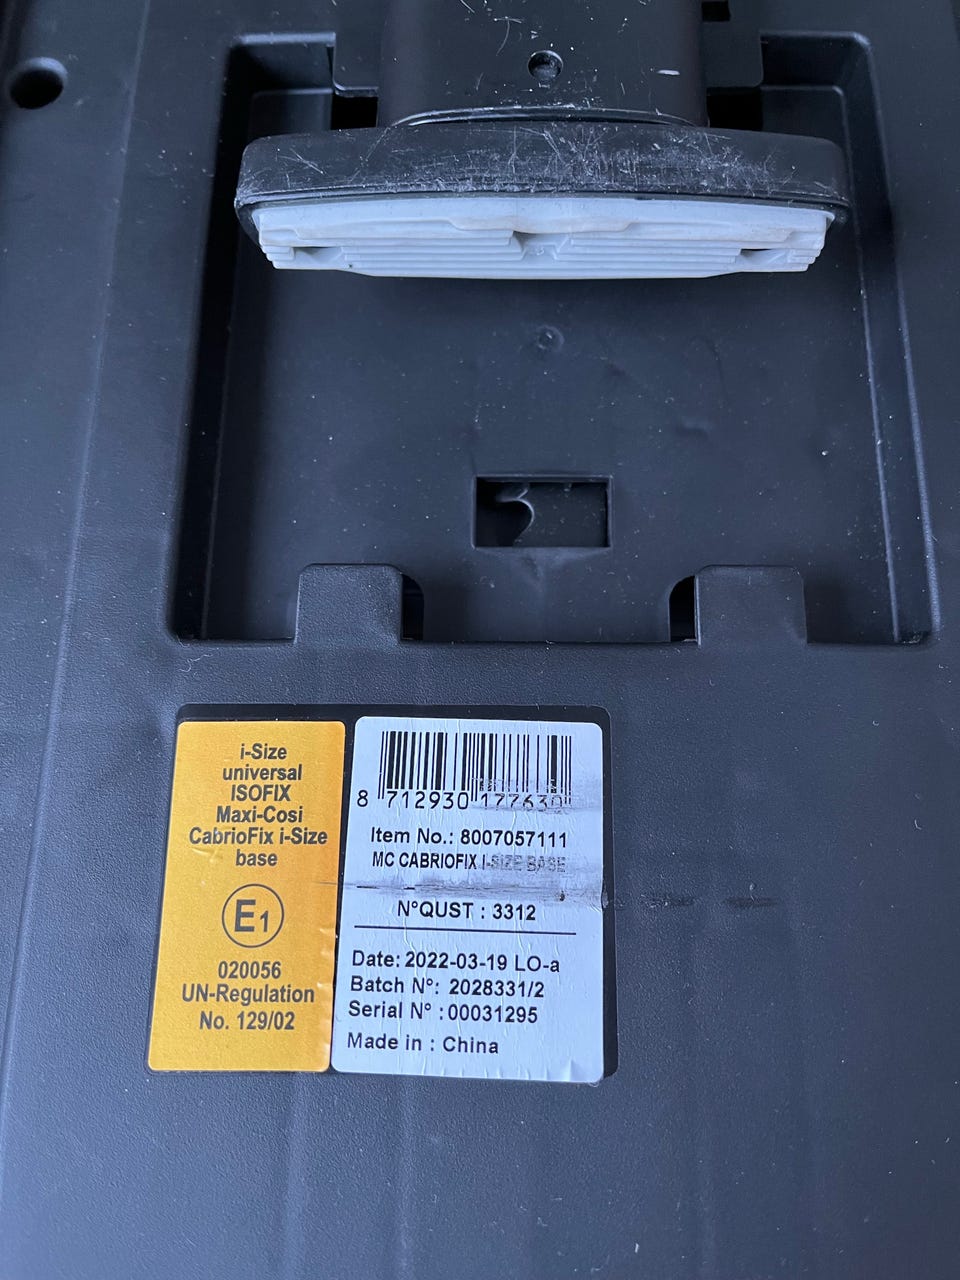 i-Size
universal
ISOFIX
Maxi-Cosi
CabrioFix i-Size
base
E1
020056
UN-Regulation
No. 129/02
8 712930 177630
Item No.: 8007057111
MC CABRIOFIX I-SIZE BASE
N°QUST : 3312
Date: 2022-03-19 LO-a
Batch N°: 2028331/2
Serial N° : 00031295
Made in : China